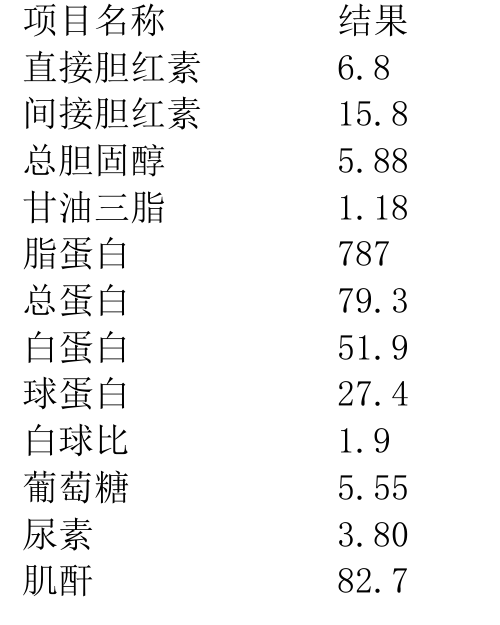 项目名称 结果
直接胆红素 6.8
间接胆红素 15.8
总胆固醇 5.88
甘油三脂 1.18
脂蛋白 787
总蛋白 79.3
白蛋白 51.9
球蛋白 27.4
白球比 1.9
葡萄糖 5.55
尿素 3.80
肌酐 82.7